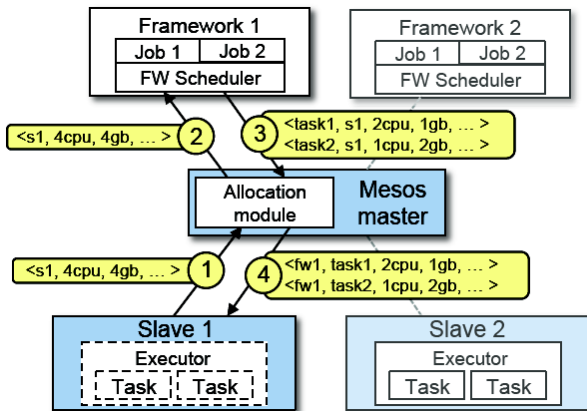 Framework 1
Job 1 Job 2
FW Scheduler
Framework 2
Job 1 Job 2
FW Scheduler
<s1, 4cpu, 4gb, ... >
2
3
<task1, s1, 2cpu, 1gb, ... >
<task2, s1, 1cpu, 2gb, ... >
Allocation
module
Mesos
master
<s1, 4cpu, 4gb, ... >
1
4
<fw1, task1, 2cpu, 1gb, ... >
<fw1, task2, 1cpu, 2gb, ... >
Slave 1
Executor
Task Task
Slave 2
Executor
Task Task